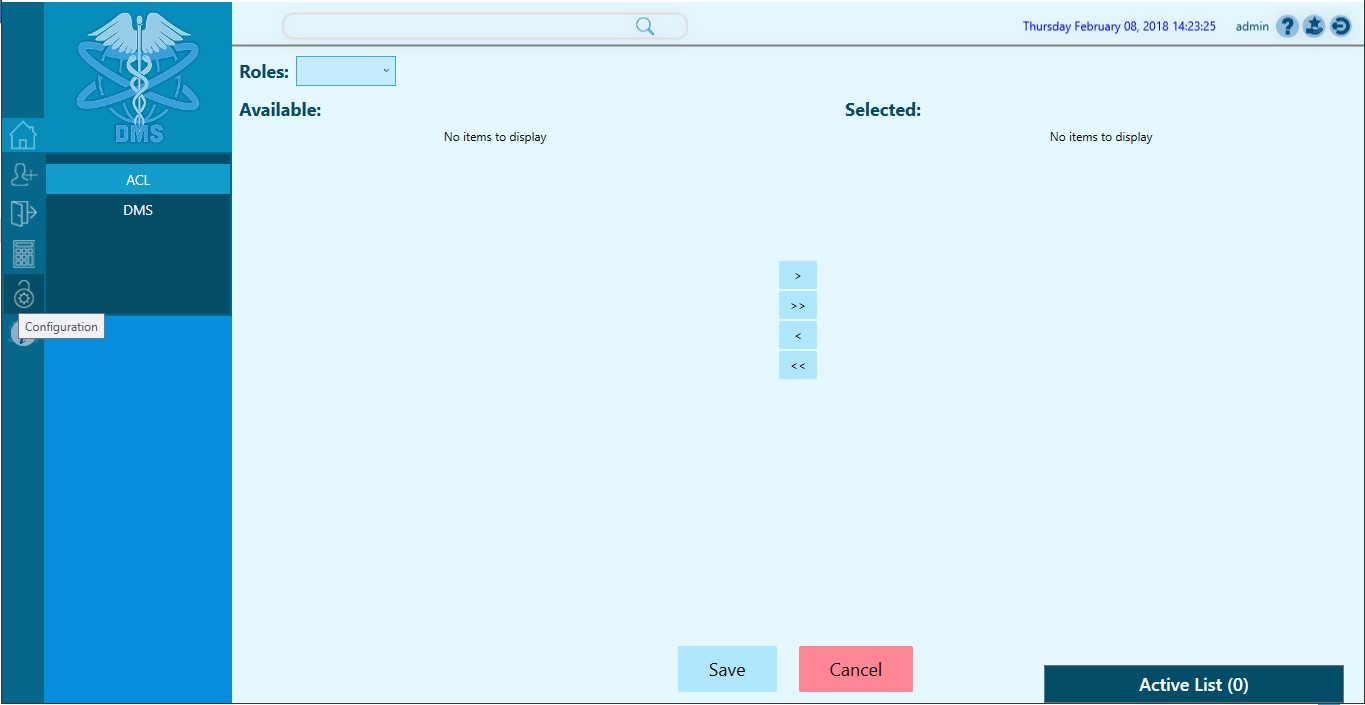 Thursday February 08, 2018 14:23:25 admin ?
DMS
ACL
DMS
Configuration
Roles:
Available:
No items to display
>
>>
<
<<
Selected:
No items to display
Save
Cancel
Active List (0)